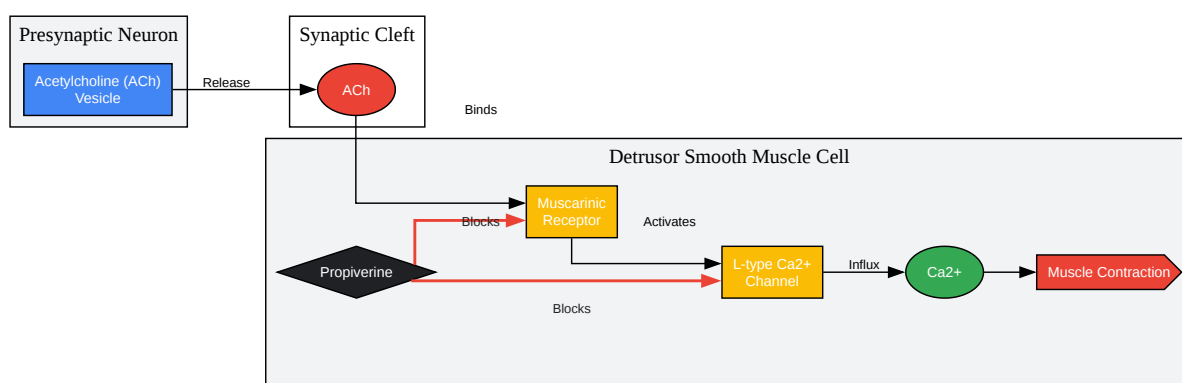 Presynaptic Neuron
Acetylcholine (ACh)
Vesicle
Release
Synaptic Cleft
ACh
Binds
Detrusor Smooth Muscle Cell
Muscarinic
Receptor
Blocks
Activates
Propiverine
L-type Ca2+
Channel
Influx
Ca2+
Muscle Contraction
Blocks